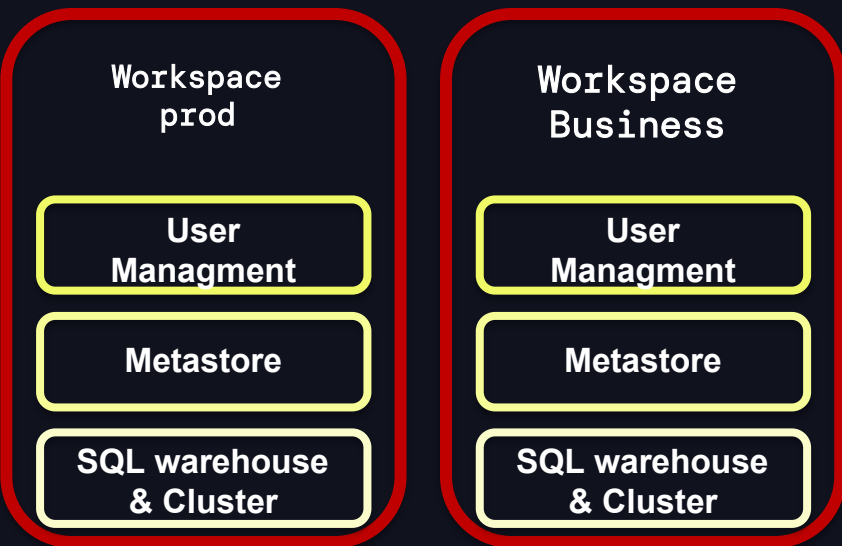 Workspace
prod
User
Managment
Metastore
SQL warehouse
& Cluster
Workspace
Business
User
Managment
Metastore
SQL warehouse
& Cluster